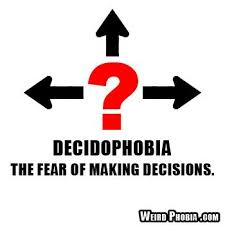 ?
DECIDOPHOBIA
THE FEAR OF MAKING DECISIONS.
WEIRD PHOBIA.COM